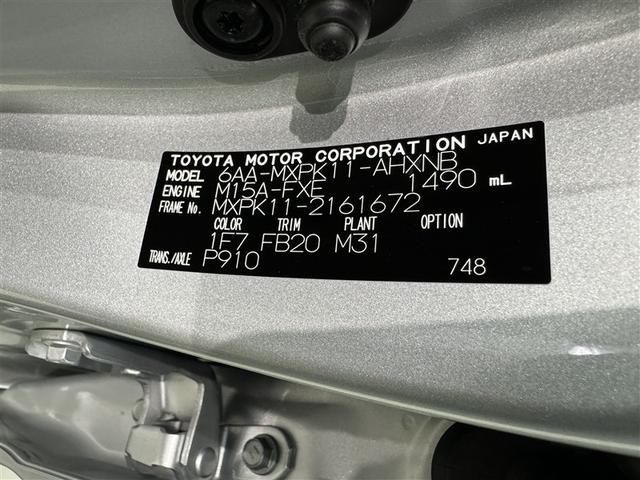 TOYOTA MOTOR CORPORATION JAPAN
MODEL 6AA-MXPK11-AHXNB
ENGINE M15A-FXE 1490 mL
FRAME No. MXPK11-2161672
COLOR TRIM PLANT OPTION
1F7 FB20 M31
TRANS./AXLE P910 748